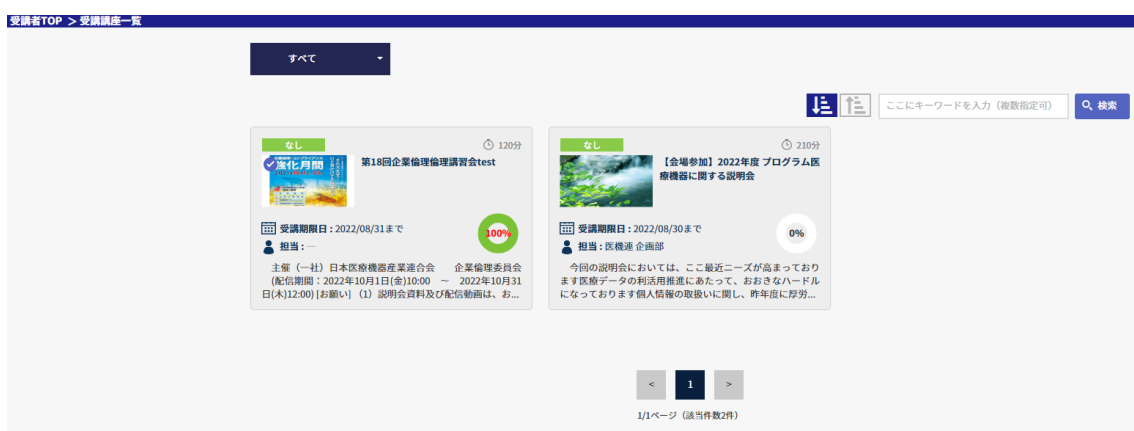 受講者TOP ＞受講講座一覧
すべて
ここにキーワードを入力（複数指定可）
検索
なし
120分
強化月間
第18回企業倫理倫理講習会test
受講期限日：2022/08/31まで
100%
担当：―
主催（一社）日本医療機器産業連合会　企業倫理委員会
(配信期間：2022年10月1日(金)10:00　～　2022年10月31
日(木)12:00) [お願い] （1）説明会資料及び配信動画は、お...
なし
210分
【会場参加】2022年度 プログラム医
療機器に関する説明会
受講期限日：2022/08/30まで
0%
担当：医機連 企画部
今回の説明会においては、ここ最近ニーズが高まっており
ます医療データの利活用推進にあたって、おおきなハードル
になっております個人情報の取扱いに関し、昨年度に厚労...
< 1 >
1/1ページ（該当件数2件）